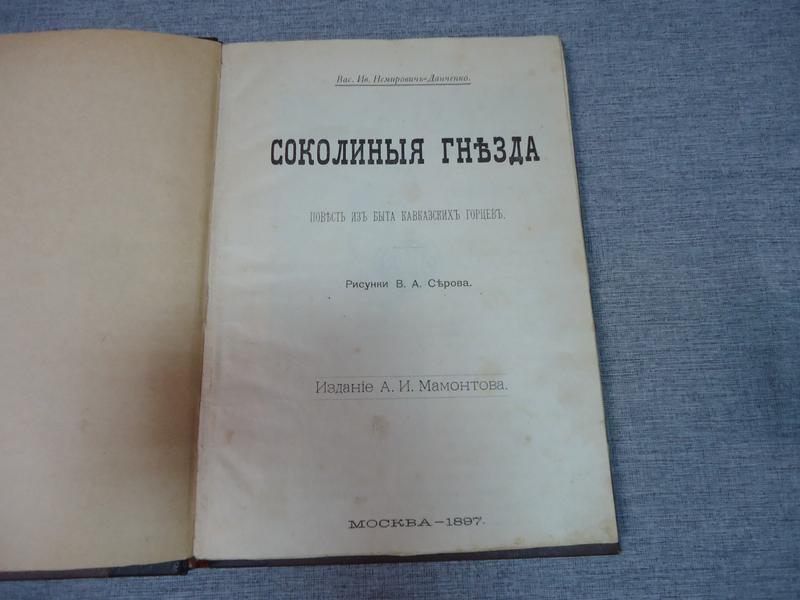 Вас. Ив. Немировичъ-Данченко.
СОКОЛИНЫЯ ГНѢЗДА
ПОВѢСТЬ ИЗЪ БЫТА КАВКАЗСКИХЪ ГОРЦЕВЪ.
Рисунки В. А. Сѣрова.
Изданіе А. И. Мамонтова.
МОСКВА–1897.